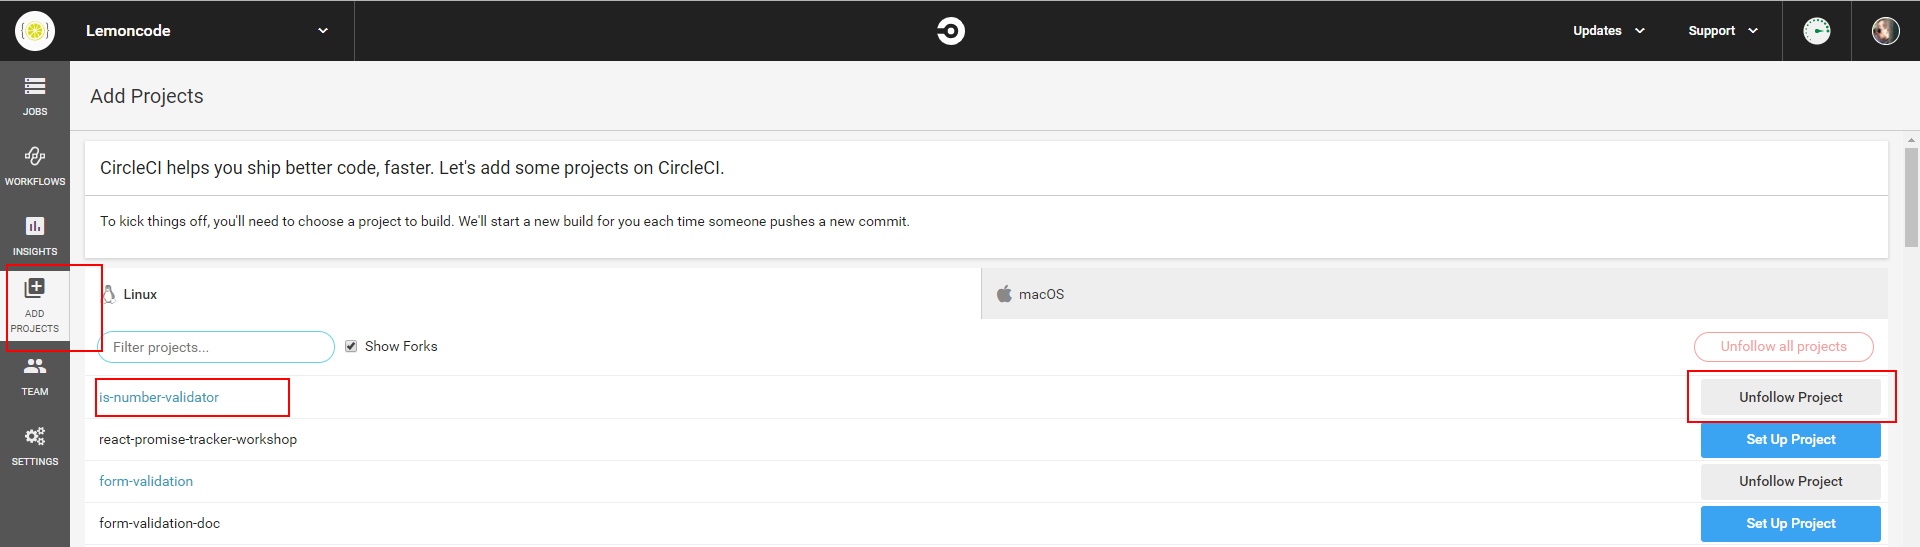 Lemoncode
Updates
Support
JOBS
WORKFLOWS
INSIGHTS
ADD
PROJECTS
TEAM
SETTINGS
Add Projects
CircleCI helps you ship better code, faster. Let's add some projects on CircleCI.
To kick things off, you'll need to choose a project to build. We'll start a new build for you each time someone pushes a new commit.
Linux
macOS
Filter projects...
Show Forks
Unfollow all projects
is-number-validator
Unfollow Project
react-promise-tracker-workshop
Set Up Project
form-validation
Unfollow Project
form-validation-doc
Set Up Project